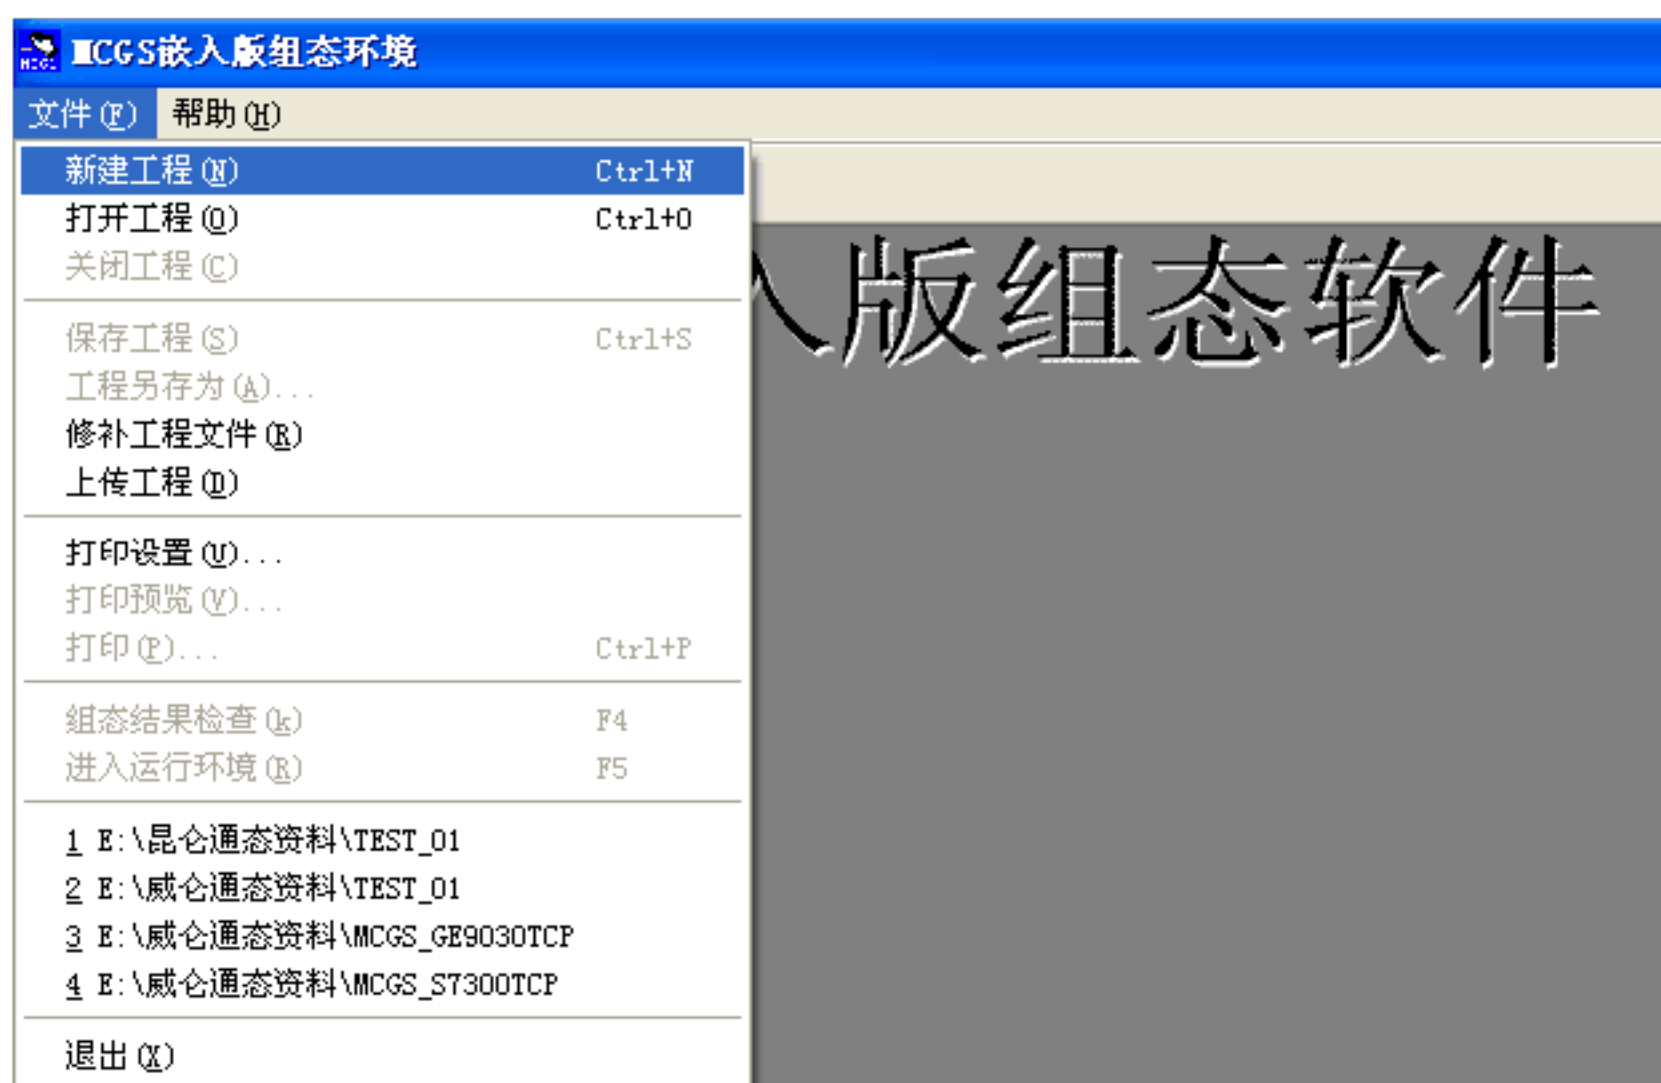 MCGS嵌入版组态环境
文件(F) 帮助(H)
新建工程(N) Ctrl+N
打开工程(O) Ctrl+O
关闭工程(C)
保存工程(S) Ctrl+S
工程另存为(A)...
修补工程文件(R)
上传工程(D)
打印设置(U)...
打印预览(V)...
打印(P)... Ctrl+P
组态结果检查(k) F4
进入运行环境(R) F5
1 E:\昆仑通态资料\TEST_01
2 E:\威仑通态资料\TEST_01
3 E:\威仑通态资料\MCGS_GE9030TCP
4 E:\威仑通态资料\MCGS_S7300TCP
退出(X)
入版组态软件